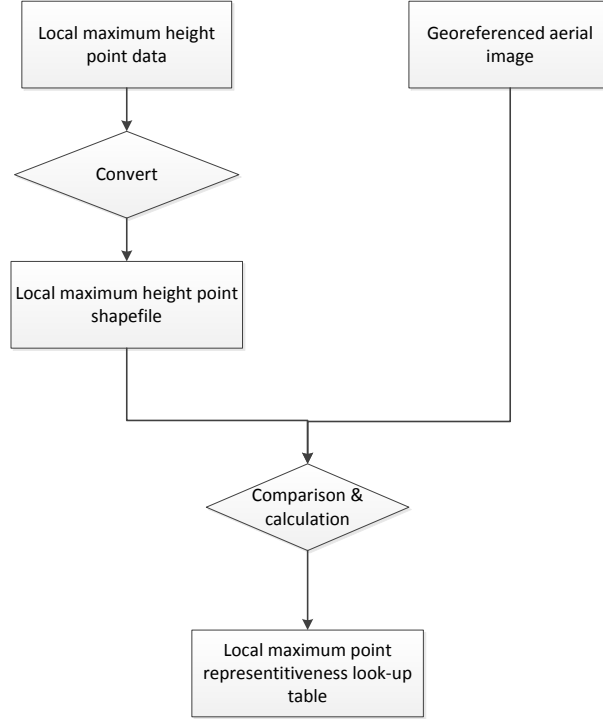 Local maximum height
point data
Georeferenced aerial
image
Convert
Local maximum height point
shapefile
Comparison &
calculation
Local maximum point
representitiveness look-up
table